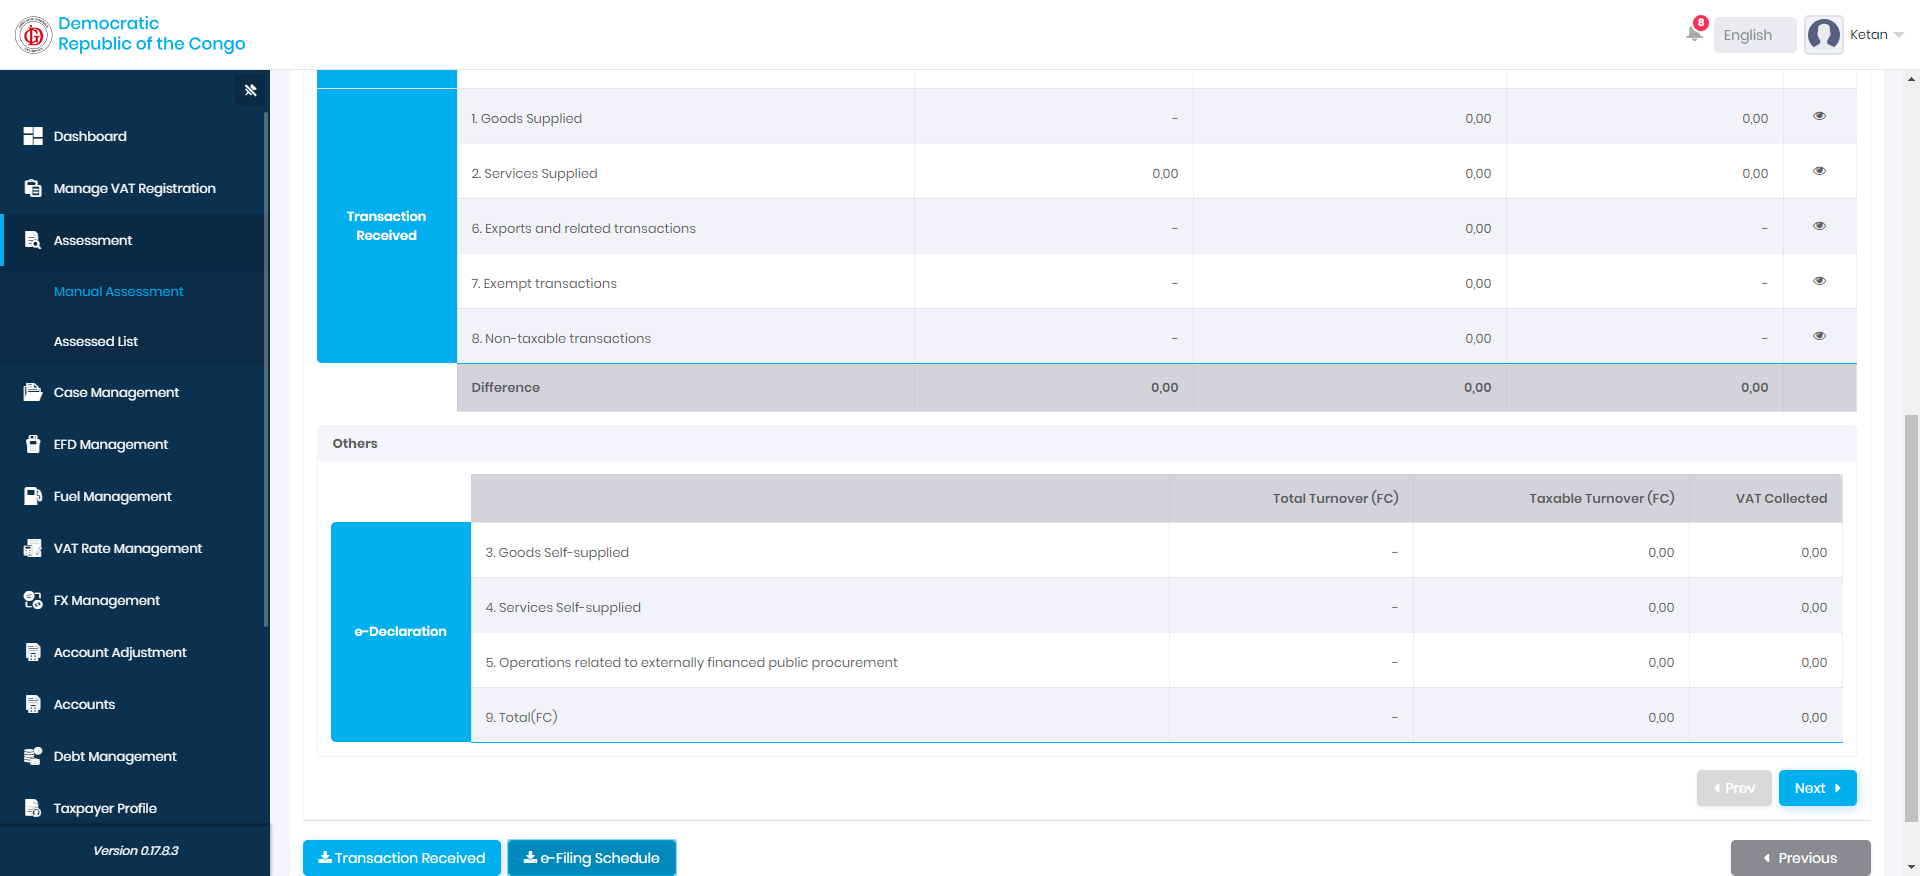 Democratic
Republic of the Congo
8
English
Ketan
Dashboard
Manage VAT Registration
Assessment
Manual Assessment
Assessed List
Case Management
EFD Management
Fuel Management
VAT Rate Management
FX Management
Account Adjustment
Accounts
Debt Management
Taxpayer Profile
Version 0.17.8.3
Transaction
Received
1. Goods Supplied - 0,00 0,00
2. Services Supplied 0,00 0,00 0,00
6. Exports and related transactions - 0,00 -
7. Exempt transactions - 0,00 -
8. Non-taxable transactions - 0,00 -
Difference 0,00 0,00 0,00
Others
Total Turnover (FC) Taxable Turnover (FC) VAT Collected
e-Declaration
3. Goods Self-supplied - 0,00 0,00
4. Services Self-supplied - 0,00 0,00
5. Operations related to externally financed public procurement - 0,00 0,00
9. Total(FC) - 0,00 0,00
Prev Next
Transaction Received e-Filing Schedule Previous